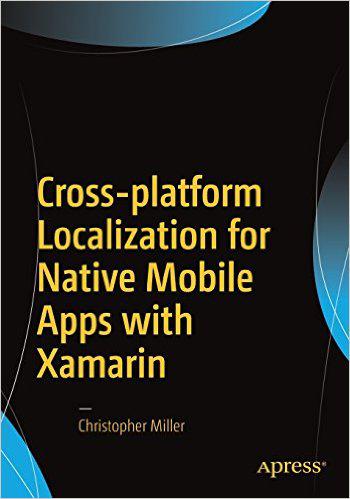 Cross-platform
Localization for
Native Mobile
Apps with
Xamarin
—
Christopher Miller
Apress®